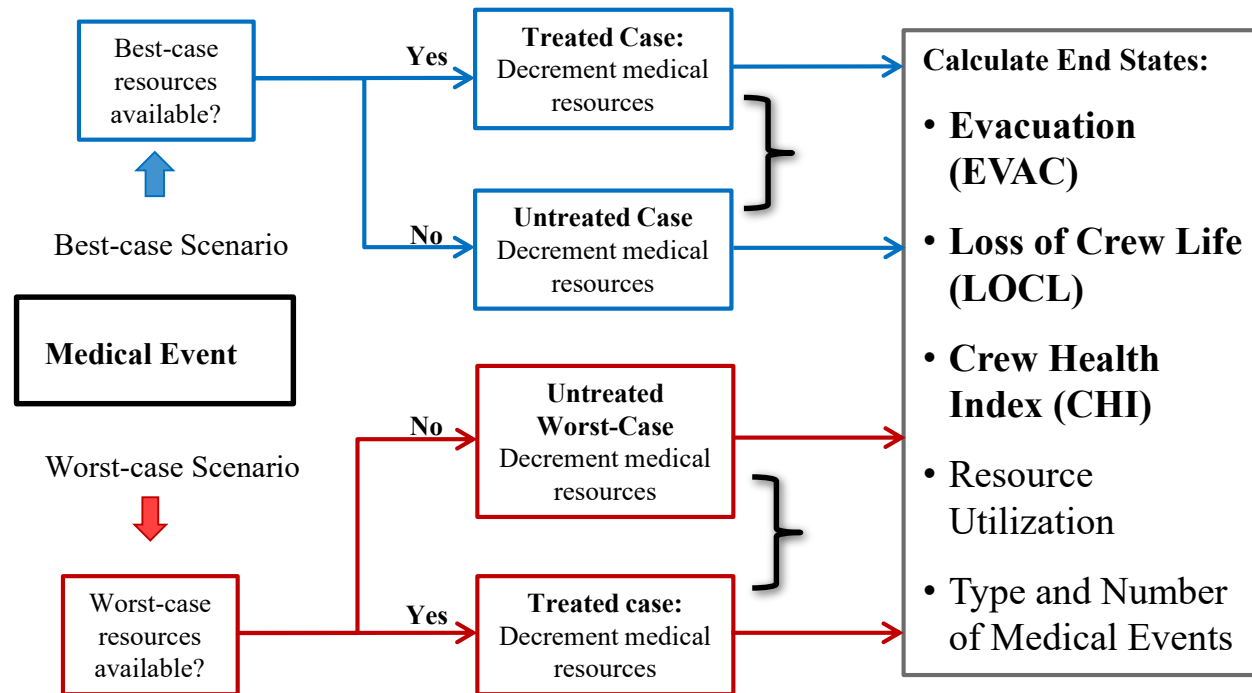 Best-case
resources
available?
Yes
Treated Case:
Decrement medical
resources
Best-case Scenario
No
Untreated Case
Decrement medical
resources
Medical Event
Worst-case Scenario
No
Untreated
Worst-Case
Decrement medical
resources
Worst-case
resources
available?
Yes
Treated case:
Decrement medical
resources
Calculate End States:
• Evacuation
(EVAC)
• Loss of Crew Life
(LOCL)
• Crew Health
Index (CHI)
• Resource
Utilization
• Type and Number
of Medical Events